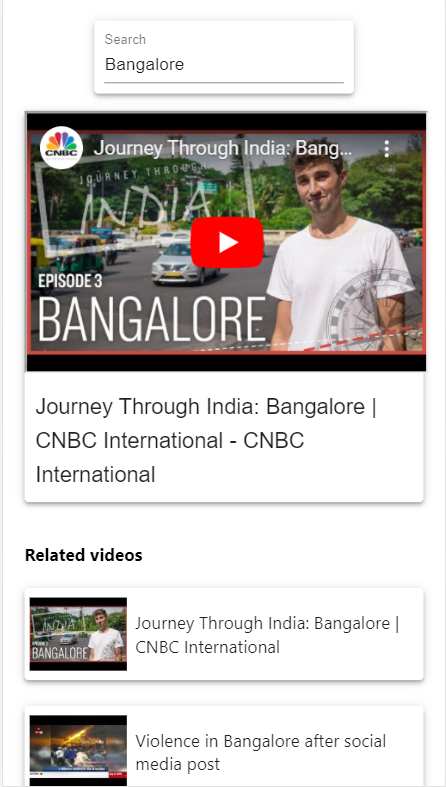 Search
Bangalore
CNBC
Journey Through India: Bang...
JOURNEY THROUGH
INDIA
EPISODE 3
BANGALORE
Journey Through India: Bangalore |
CNBC International - CNBC
International
Related videos
INDIA
BANGALORE
Journey Through India: Bangalore |
CNBC International
Violence in Bangalore after social
media post